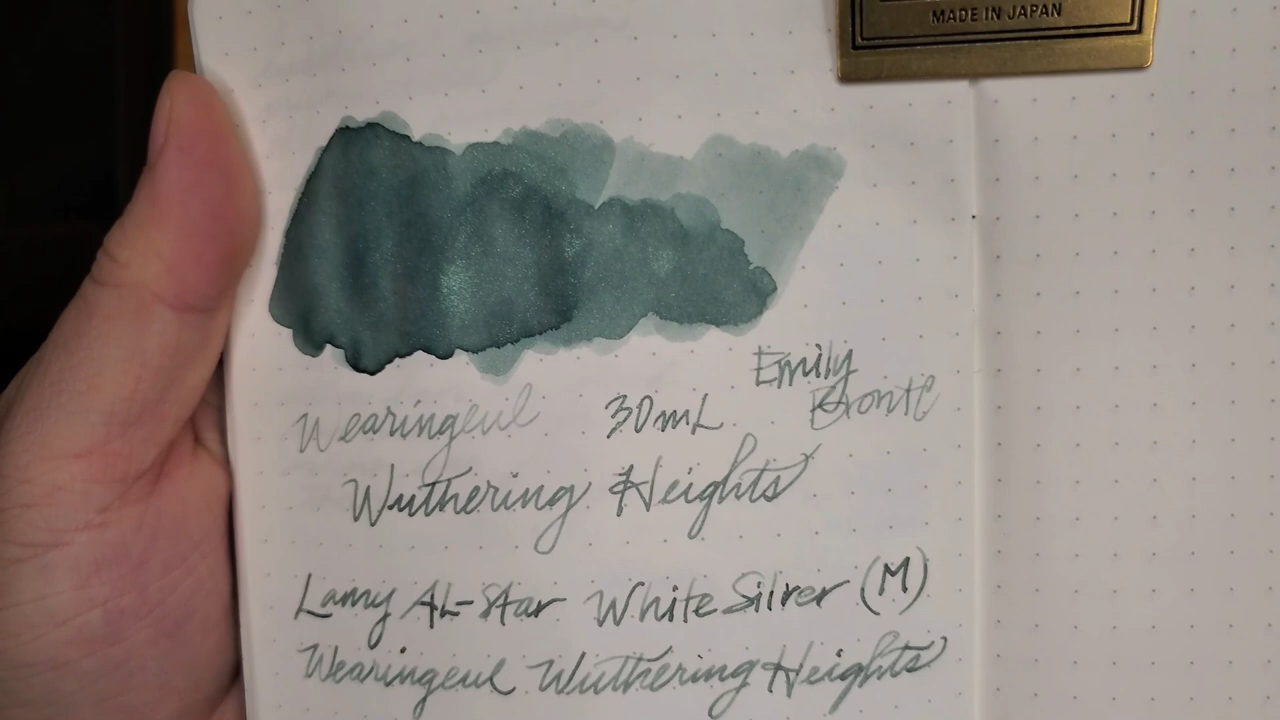 MADE IN JAPAN
Emily
Wearingeul 30mL Brontë
Wuthering Heights
Lamy AL-Star White Silver (M)
Wearingeul Wuthering Heights